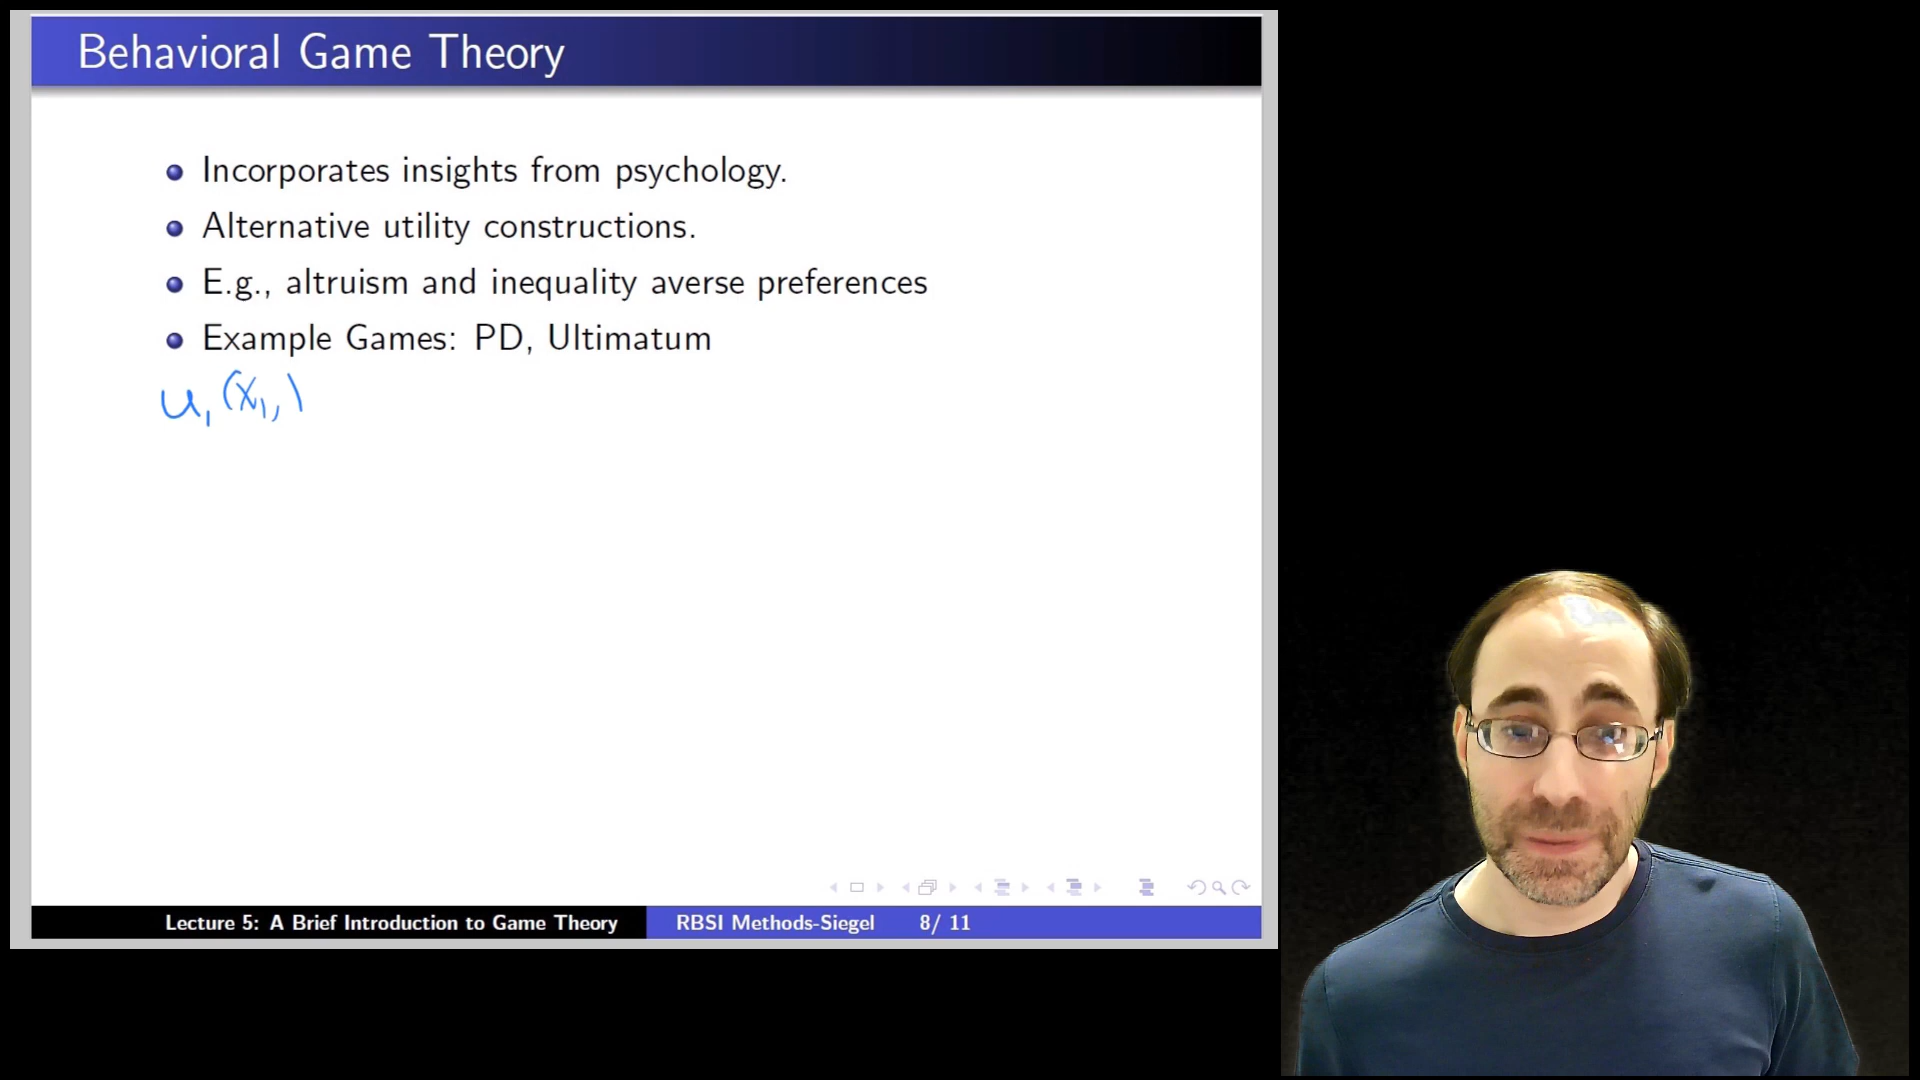 Behavioral Game Theory
Incorporates insights from psychology.
Alternative utility constructions.
E.g., altruism and inequality averse preferences
Example Games: PD, Ultimatum
u₁(x₁,)
Lecture 5: A Brief Introduction to Game Theory RBSI Methods-Siegel 8/ 11